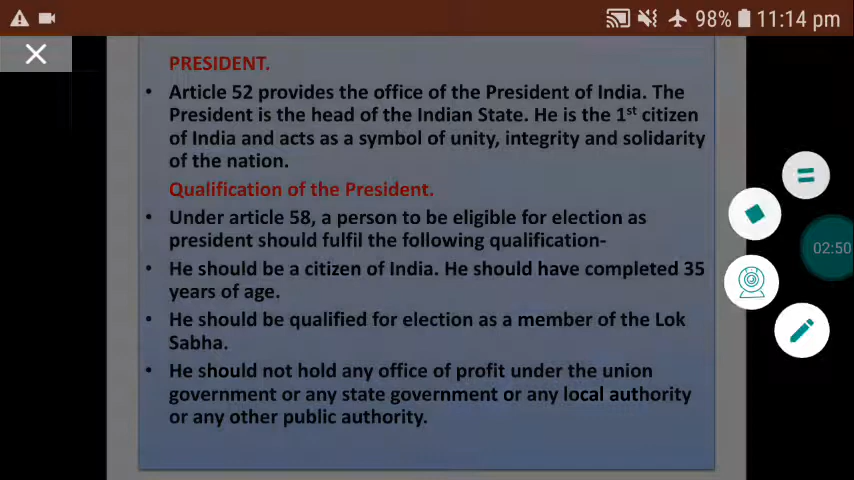 98% 11:14 pm
PRESIDENT.
• Article 52 provides the office of the President of India. The
President is the head of the Indian State. He is the 1st citizen
of India and acts as a symbol of unity, integrity and solidarity
of the nation.
Qualification of the President.
• Under article 58, a person to be eligible for election as
president should fulfil the following qualification-
• He should be a citizen of India. He should have completed 35
years of age.
• He should be qualified for election as a member of the Lok
Sabha.
• He should not hold any office of profit under the union
government or any state government or any local authority
or any other public authority.
02:50